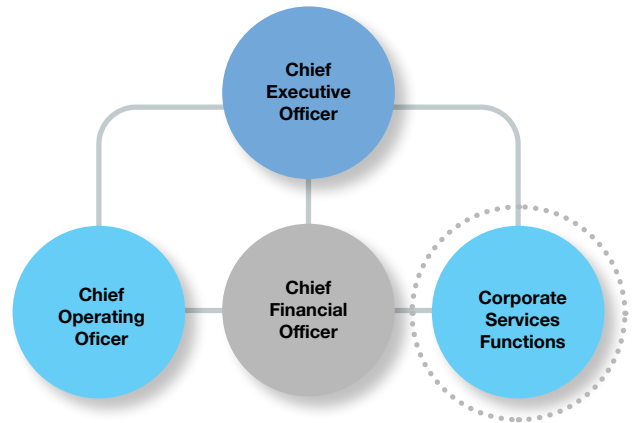 Chief
Executive
Officer
Chief
Operating
Oficer
Chief
Financial
Officer
Corporate
Services
Functions